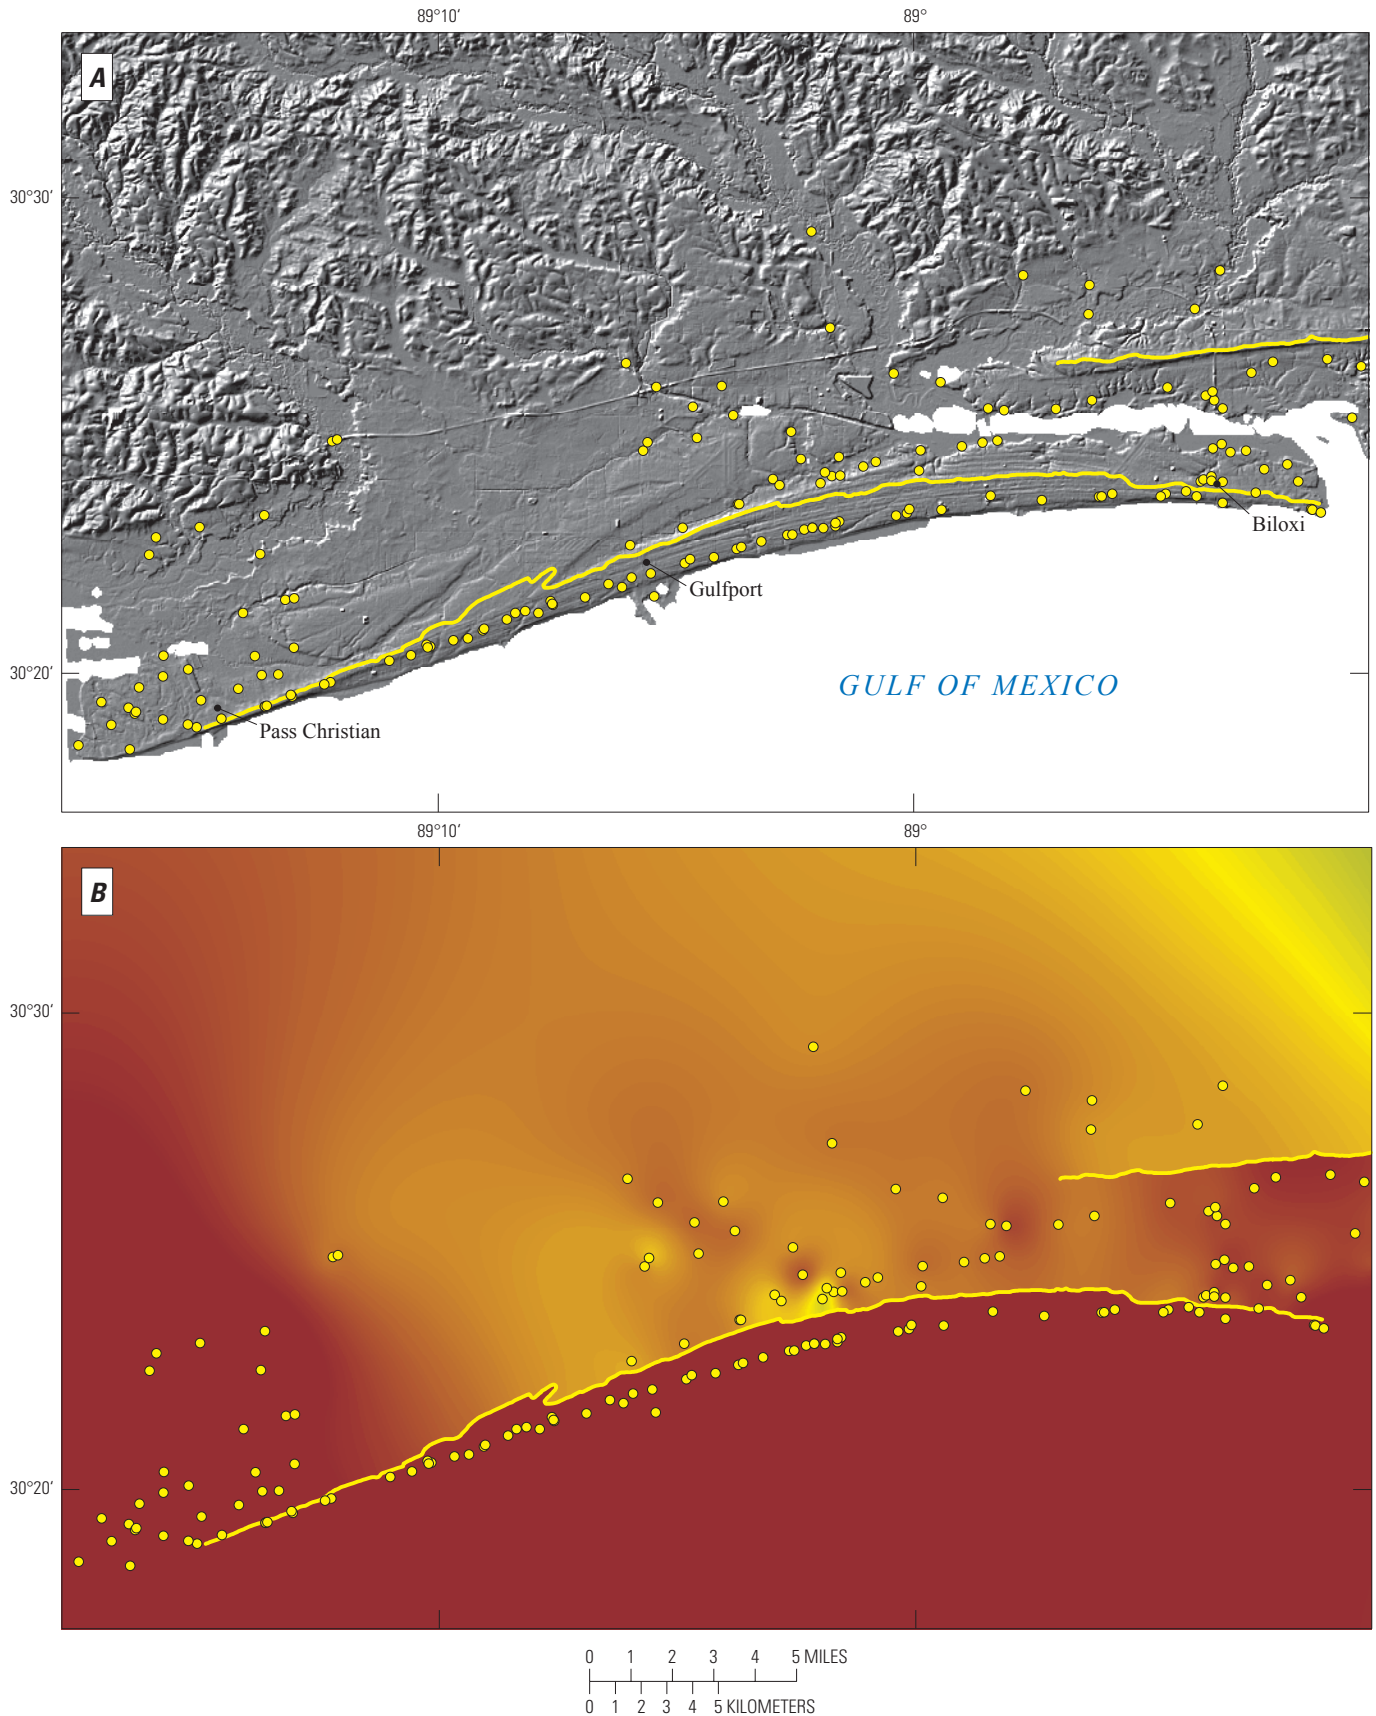 89°10' 89°
A
30°30'
Biloxi
Gulfport
30°20'
GULF OF MEXICO
Pass Christian
89°10' 89°
B
30°30'
30°20'
0 1 2 3 4 5 MILES
0 1 2 3 4 5 KILOMETERS